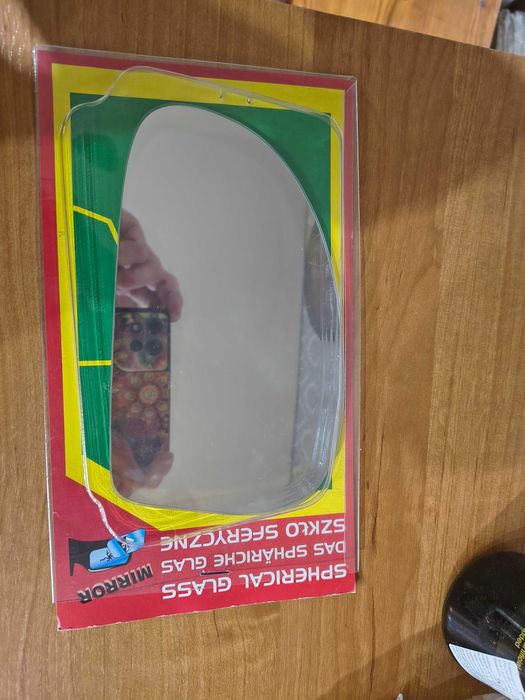 MIRROR
SPHERICAL GLASS
DAS SPHÄRICHE GLAS
SZKŁO SFERYCZNE